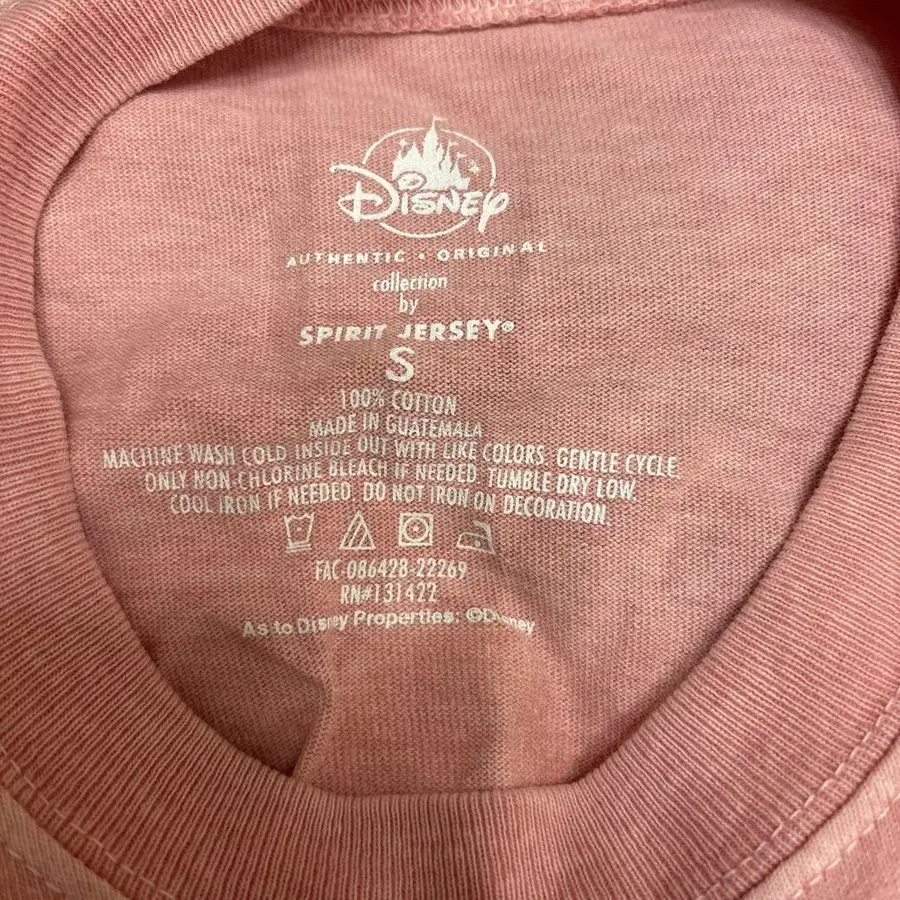 Disney
AUTHENTIC • ORIGINAL
collection
by
SPIRIT JERSEY®
S
100% COTTON
MADE IN GUATEMALA
MACHINE WASH COLD INSIDE OUT WITH LIKE COLORS. GENTLE CYCLE.
ONLY NON-CHLORINE BLEACH IF NEEDED. TUMBLE DRY LOW.
COOL IRON IF NEEDED. DO NOT IRON ON DECORATION.
FAC-086428-22269
RN#131422
As to Disney Properties: ©Disney